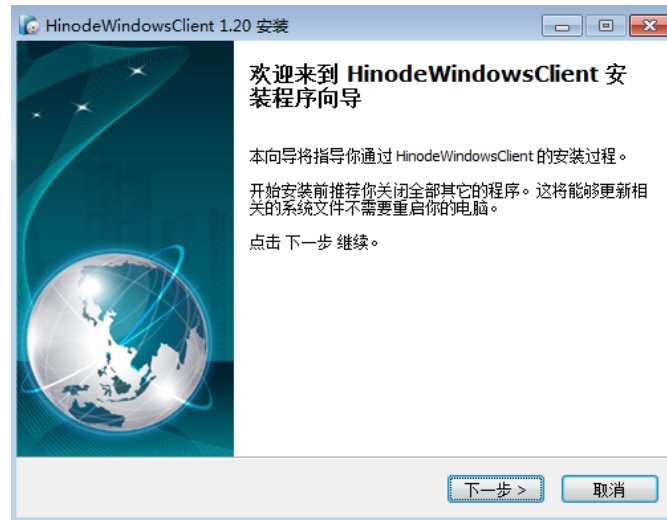 HinodeWindowsClient 1.20 安装
欢迎来到 HinodeWindowsClient 安
装程序向导
本向导将指导你通过 HinodeWindowsClient 的安装过程。
开始安装前推荐你关闭全部其它的程序。这将能够更新相
关的系统文件不需要重启你的电脑。
点击 下一步 继续。
下一步 >
取消